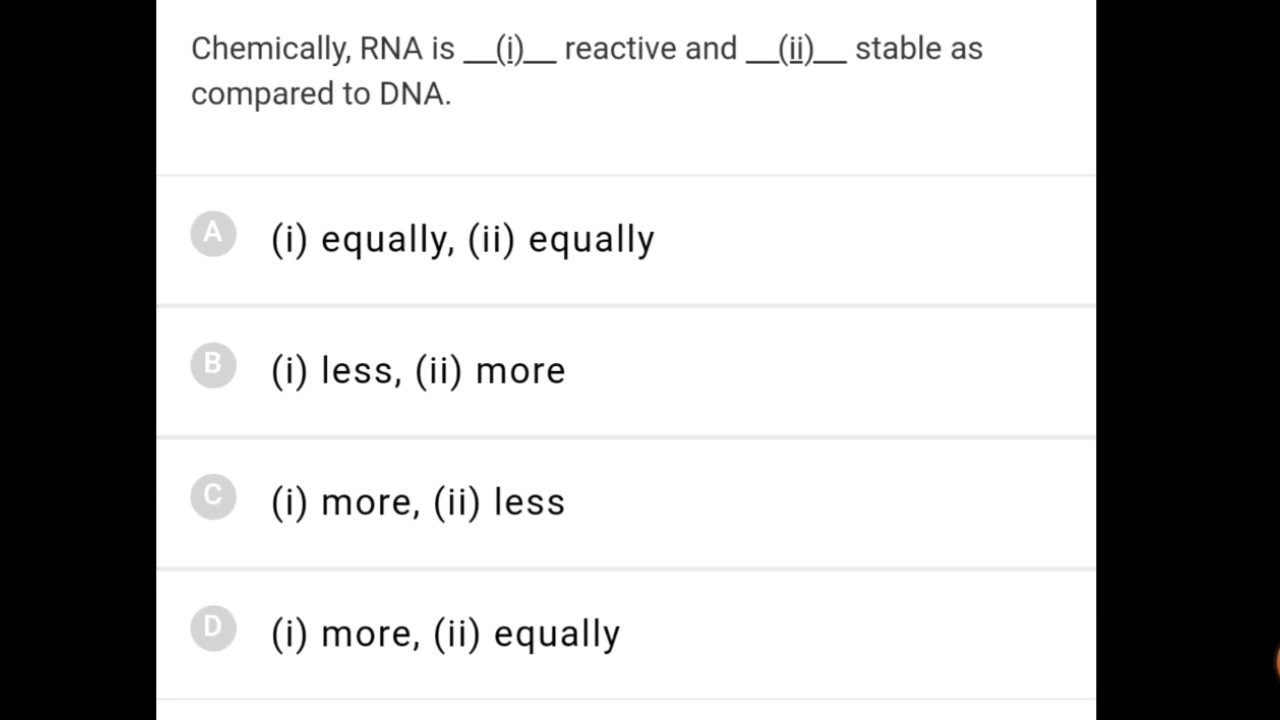 Chemically, RNA is __(i)__ reactive and __(ii)__ stable as
compared to DNA.
A (i) equally, (ii) equally
B (i) less, (ii) more
C (i) more, (ii) less
D (i) more, (ii) equally